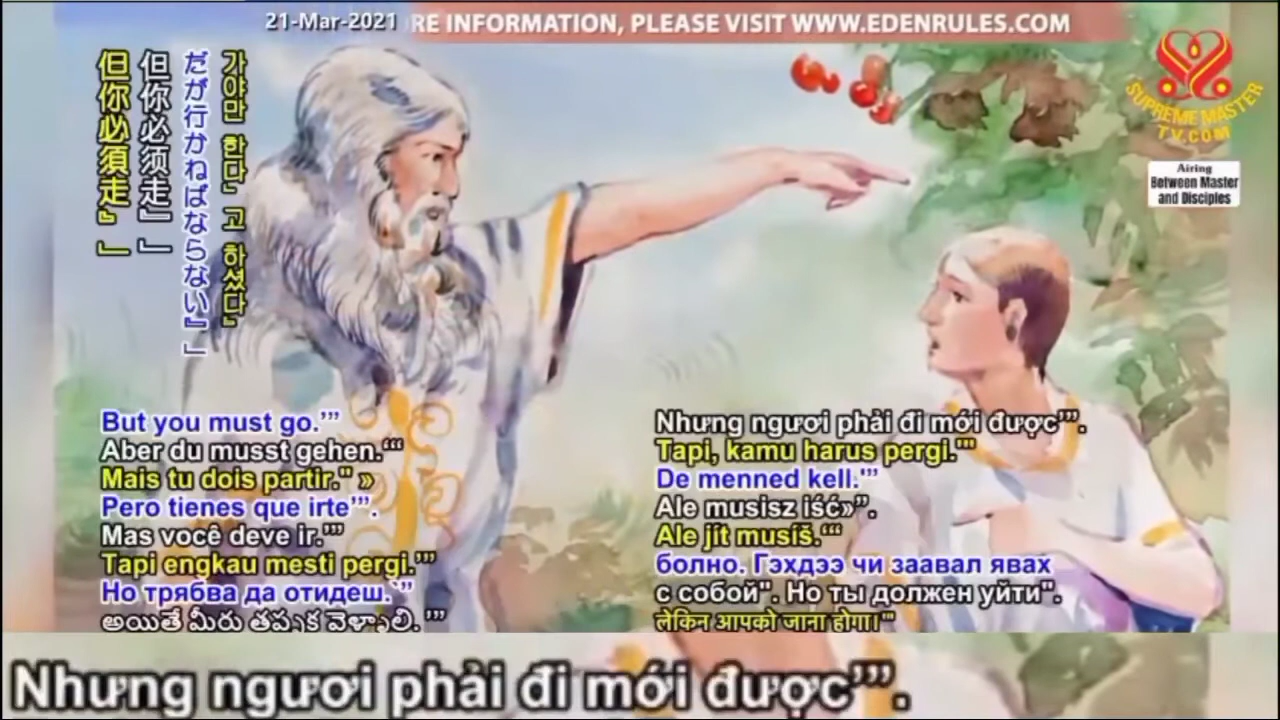 21-Mar-2021
RE INFORMATION, PLEASE VISIT WWW.EDENRULES.COM
SUPREME MASTER
TV.COM
Airing
Between Master
and Disciples
가야만 한다』고 하셨다』
だが行かねばならない』」
但你必须走』」
但你必須走』」
But you must go.’”
Aber du musst gehen.‘“
Mais tu dois partir." »
Pero tienes que irte’”.
Mas você deve ir.’”
Tapi engkau mesti pergi.’”
Но трябва да отидеш.`”
అయితే మీరు తప్పక వెళ్ళాలి.’”
Nhưng ngươi phải đi mới được’”.
Tapi, kamu harus pergi.'"
De menned kell.'”
Ale musisz iść»”.
Ale jít musíš.‘“
болно. Гэхдээ чи заавал явах
с собой". Но ты должен уйти".
लेकिन आपको जाना होगा।'"
Nhưng ngươi phải đi mới được’”.